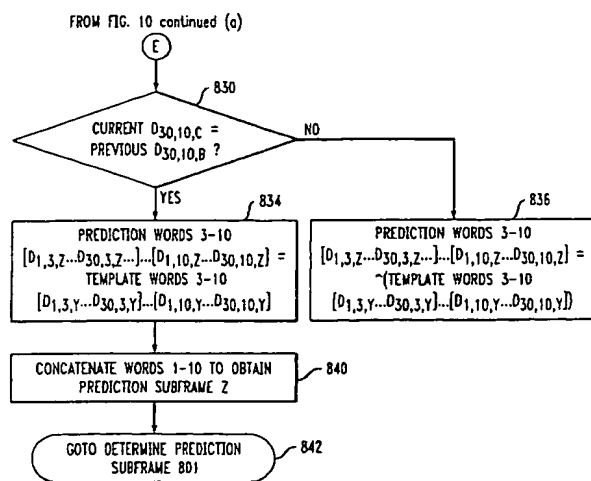 FROM FIG. 10 continued (a)
E
830
CURRENT D30,10,C =
PREVIOUS D30,10,B ?
NO
YES
834
PREDICTION WORDS 3-10
[D1,3,Z...D30,3,Z...]...[D1,10,Z...D30,10,Z} =
TEMPLATE WORDS 3-10
[D1,3,Y...D30,3,Y]...[D1,10,Y...D30,10,Y]
836
PREDICTION WORDS 3-10
[D1,3,Z...D30,3,Z...]...[D1,10,Z...D30,10,Z] =
~(TEMPLATE WORDS 3-10
[D1,3,Y...D30,3,Y]...[D1,10,Y...D30,10,Y])
CONCATENATE WORDS 1-10 TO OBTAIN
PREDICTION SUBFRAME Z
840
GOTO DETERMINE PREDICTION
SUBFRAME 801
842